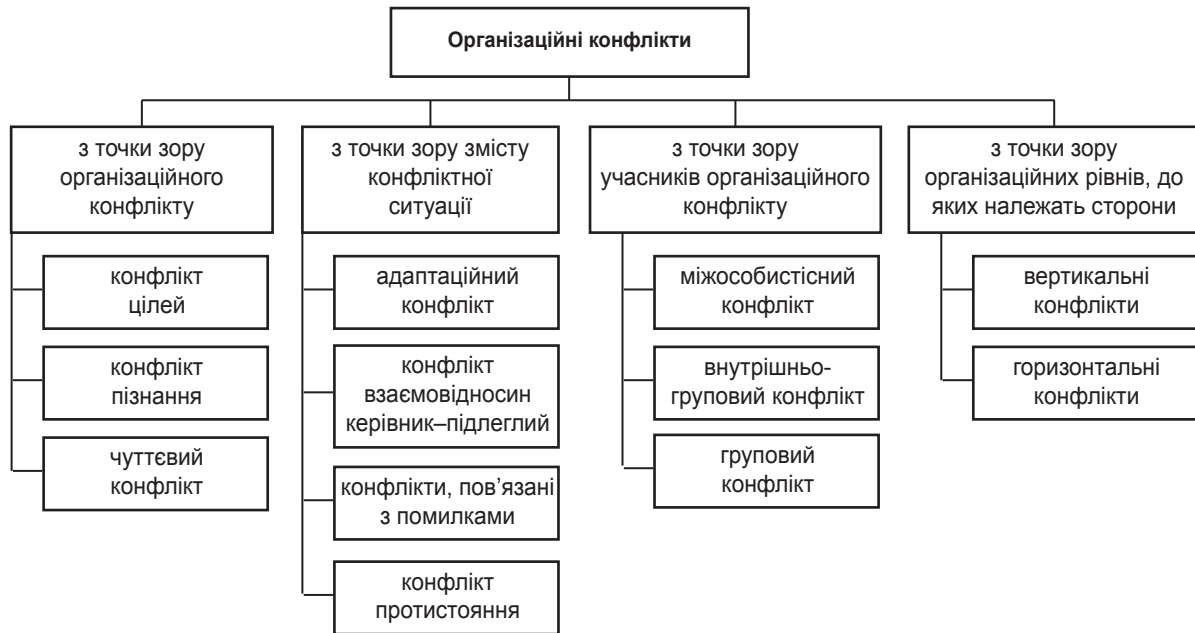 Організаційні конфлікти
з точки зору
організаційного
конфлікту
конфлікт
цілей
конфлікт
пізнання
чуттєвий
конфлікт
з точки зору змісту
конфліктної
ситуації
адаптаційний
конфлікт
конфлікт
взаємовідносин
керівник–підлеглий
конфлікти, пов’язані
з помилками
конфлікт
протистояння
з точки зору
учасників організаційного
конфлікту
міжособистісний
конфлікт
внутрішньо-
груповий конфлікт
груповий
конфлікт
з точки зору
організаційних рівнів, до
яких належать сторони
вертикальні
конфлікти
горизонтальні
конфлікти